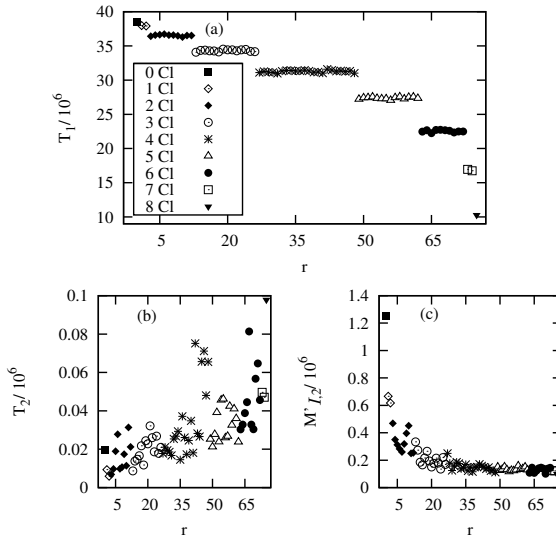 (a)
T1/ 10^6
40
35
30
25
20
15
10
0 Cl
1 Cl
2 Cl
3 Cl
4 Cl
5 Cl
6 Cl
7 Cl
8 Cl
5 20 35 50 65
r
(b)
T2/ 10^6
0.1
0.08
0.06
0.04
0.02
0
5 20 35 50 65
r
(c)
M'I,2/ 10^6
1.4
1.2
1
0.8
0.6
0.4
0.2
0
5 20 35 50 65
r